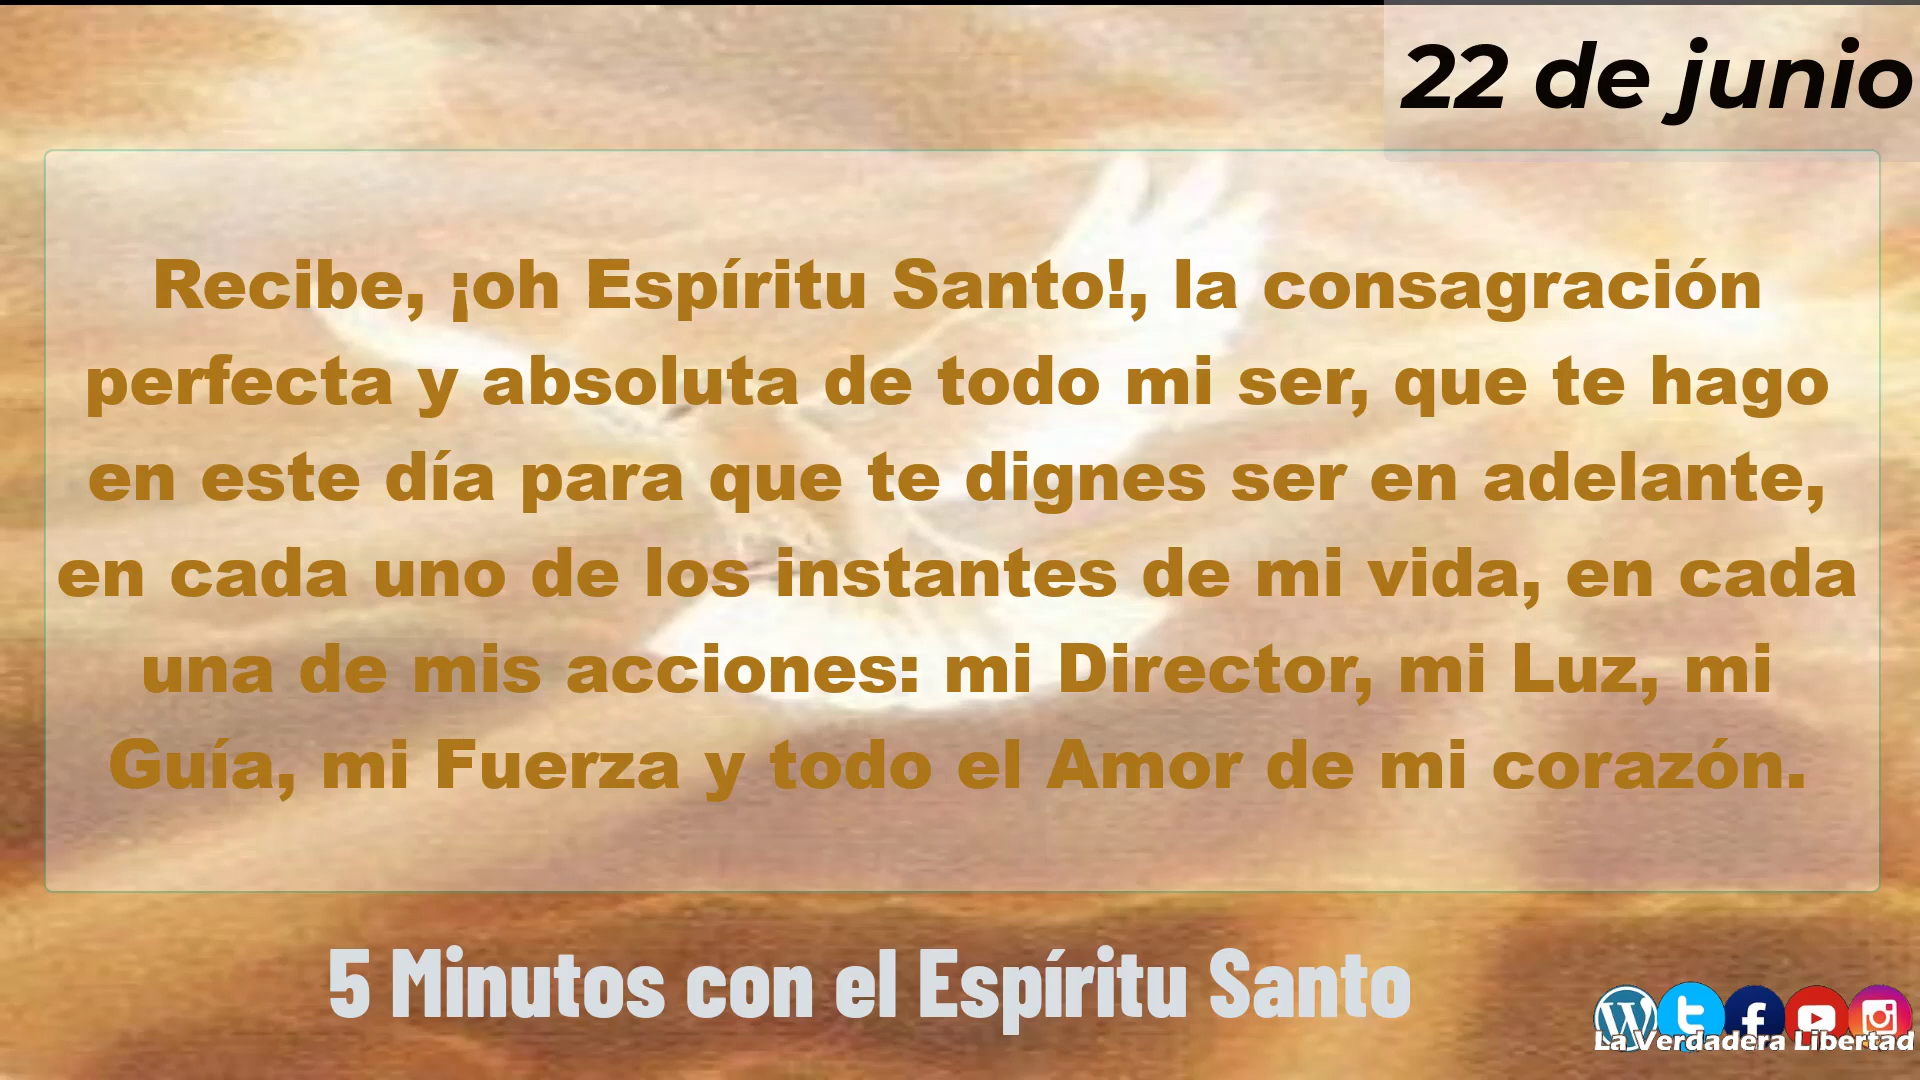 22 de junio
Recibe, ¡oh Espíritu Santo!, la consagración
perfecta y absoluta de todo mi ser, que te hago
en este día para que te dignes ser en adelante,
en cada uno de los instantes de mi vida, en cada
una de mis acciones: mi Director, mi Luz, mi
Guía, mi Fuerza y todo el Amor de mi corazón.
5 Minutos con el Espíritu Santo
La Verdadera Libertad